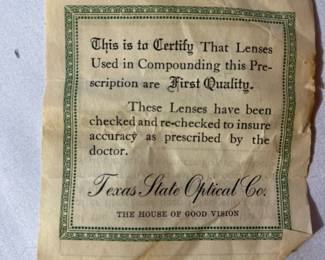 This is to Certify That Lenses
Used in Compounding this Pre-
scription are First Quality.
These Lenses have been
checked and re-checked to insure
accuracy as prescribed by the
doctor.
Texas State Optical Co.
THE HOUSE OF GOOD VISION